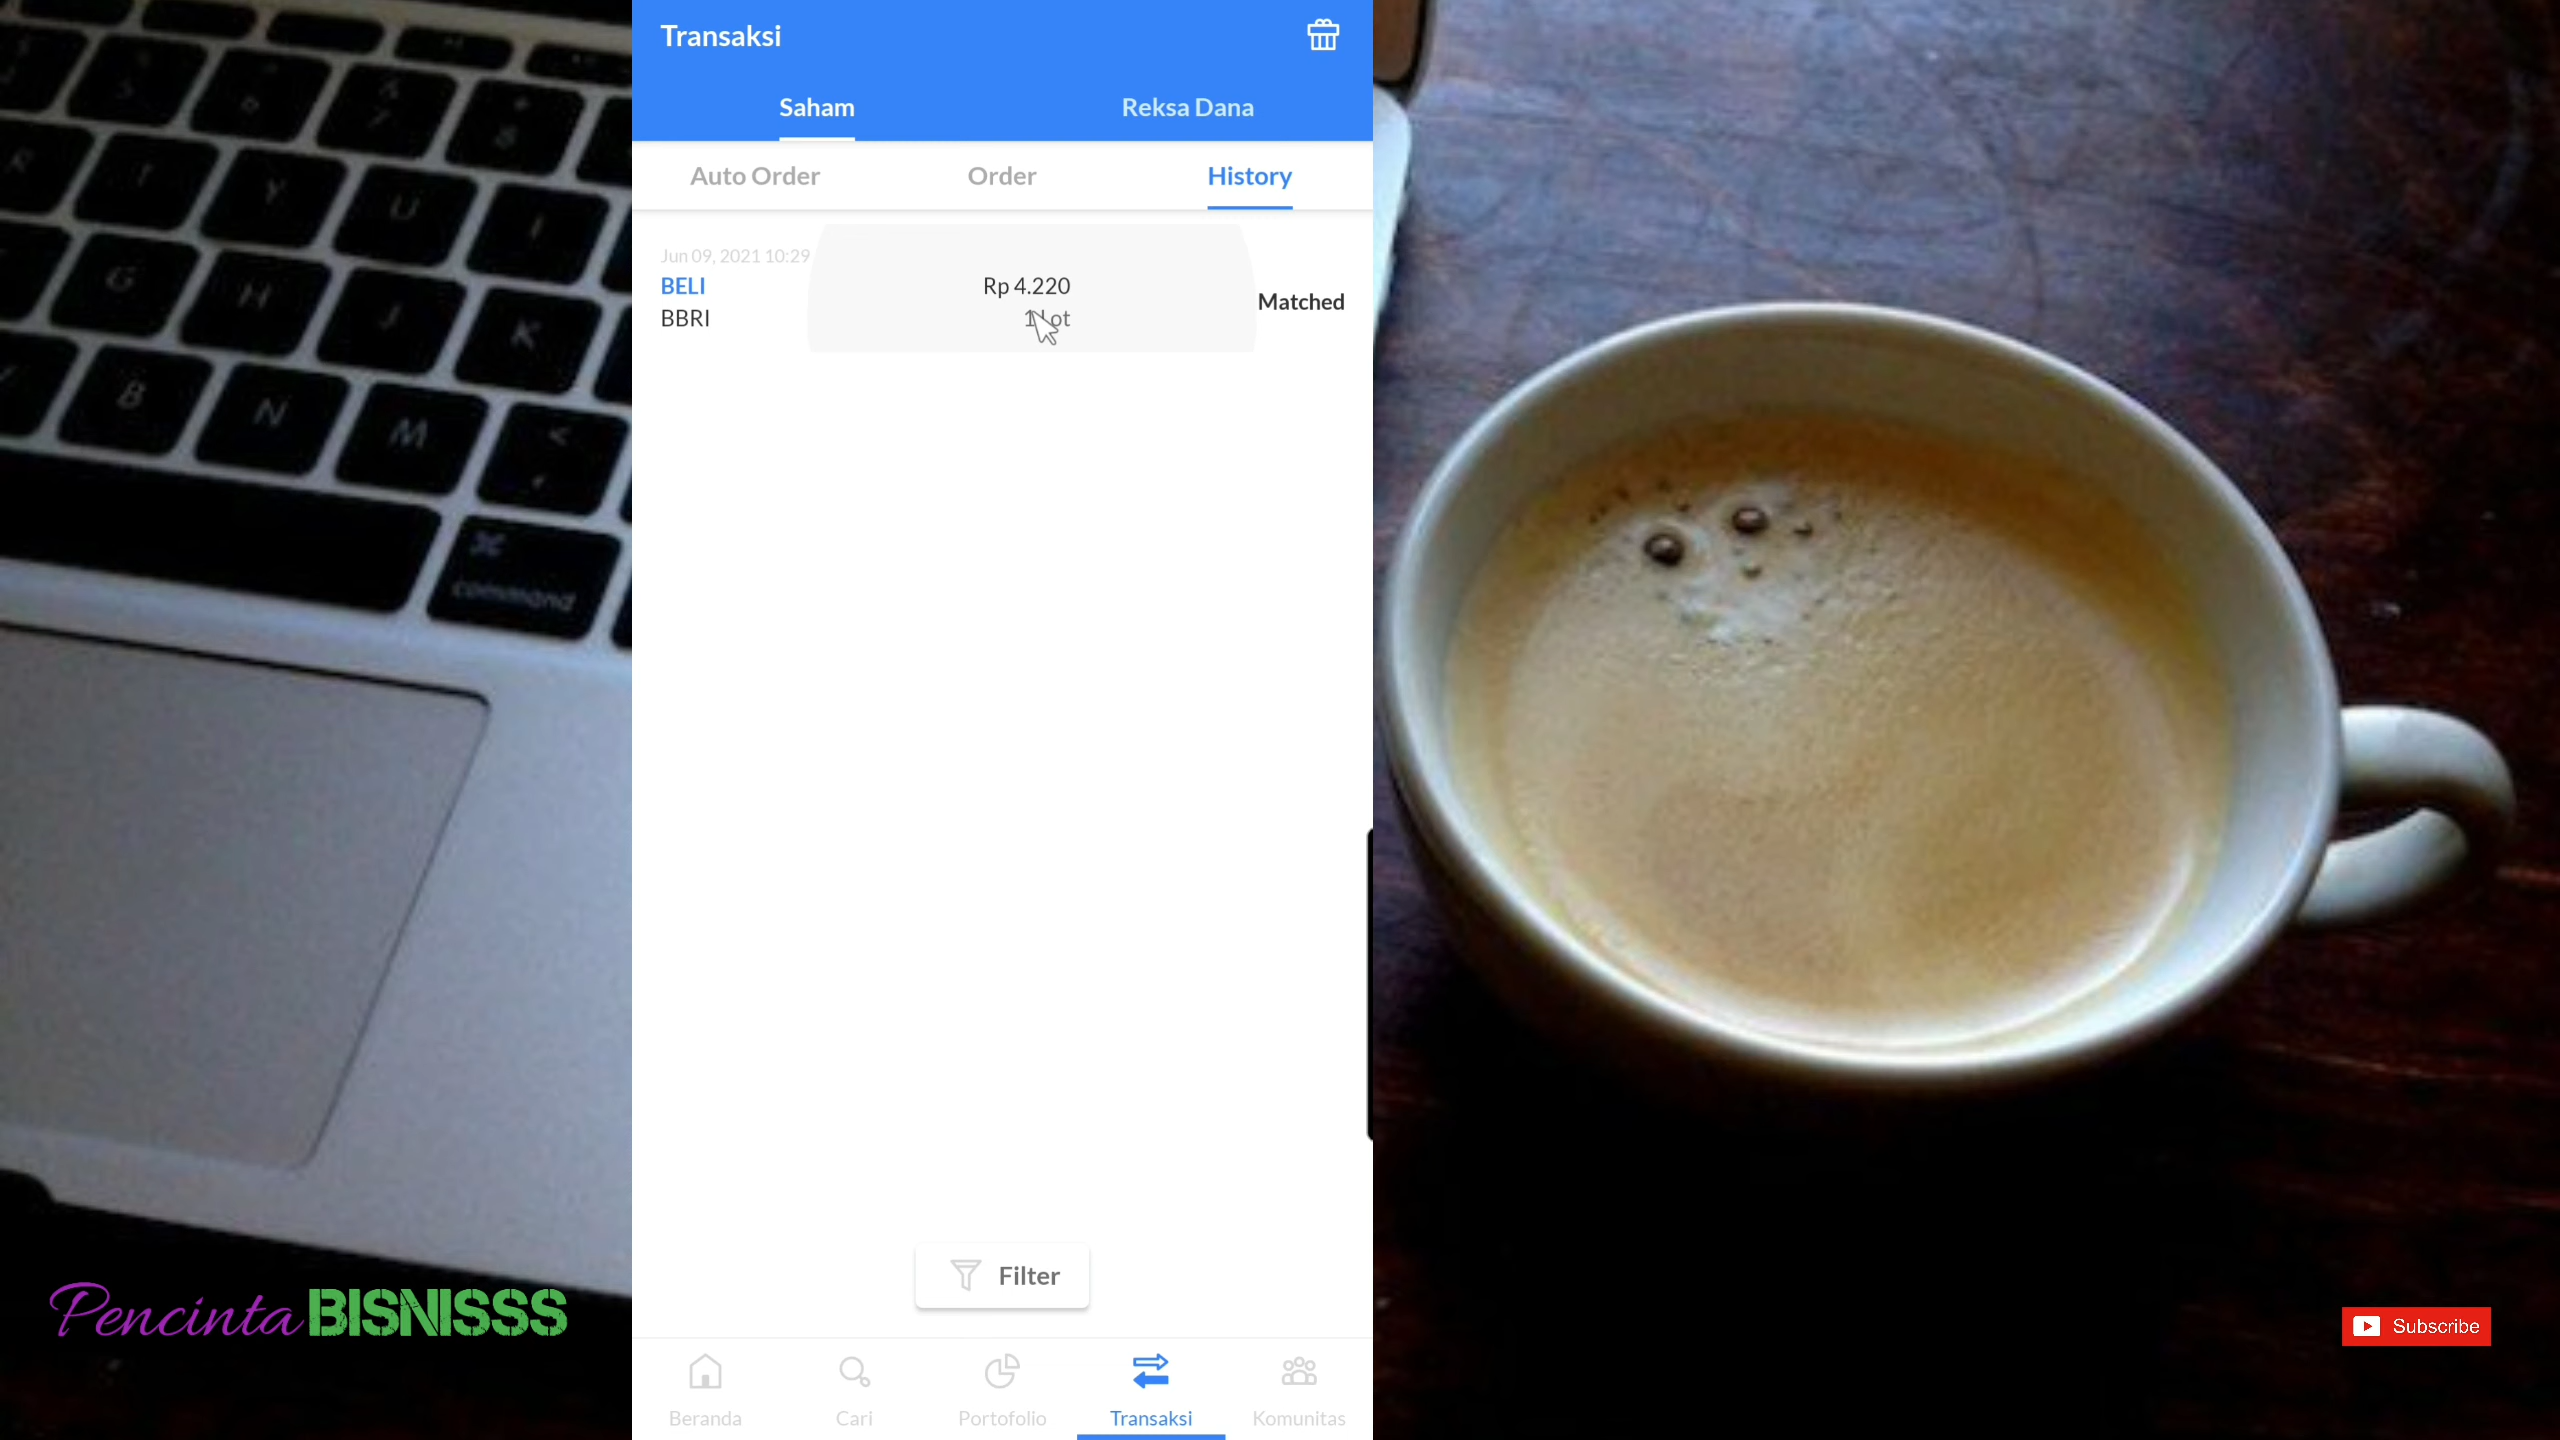 Transaksi
Saham
Reksa Dana
Auto Order
Order
History
Jun 09, 2021 10:29
BELI
BBRI
Rp 4.220
1 Lot
Matched
Filter
Beranda
Cari
Portofolio
Transaksi
Komunitas
Y
U
I
G
H
J
K
B
N
M
<
command
Pencinta BISNISSS
Subscribe